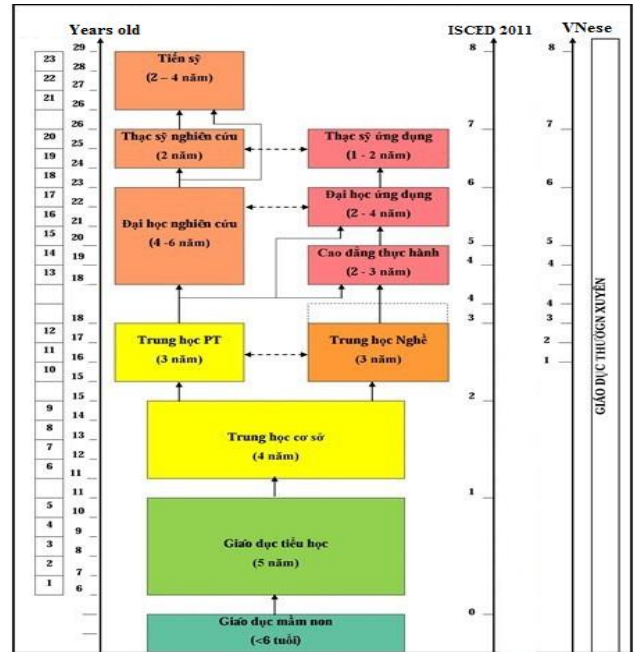 Years old
ISCED 2011
VNese
23
22
21
20
19
18
17
16
15
14
13
12
11
10
9
8
7
6
5
4
3
2
1
29
28
27
26
26
25
24
23
22
21
20
19
18
18
17
16
15
15
14
13
12
11
11
10
9
8
7
6
Tiến sỹ
(2 – 4 năm)
Thạc sỹ nghiên cứu
(2 năm)
Thạc sỹ ứng dụng
(1 - 2 năm)
Đại học nghiên cứu
(4 -6 năm)
Đại học ứng dụng
(2 - 4 năm)
Cao đẳng thực hành
(2 - 3 năm)
Trung học PT
(3 năm)
Trung học Nghề
(3 năm)
Trung học cơ sở
(4 năm)
Giáo dục tiểu học
(5 năm)
Giáo dục mầm non
(<6 tuổi)
8
7
6
5
4
4
3
2
1
0
8
7
6
5
4
4
3
2
1
GIÁO DỤC THƯỜGN XUYÊN